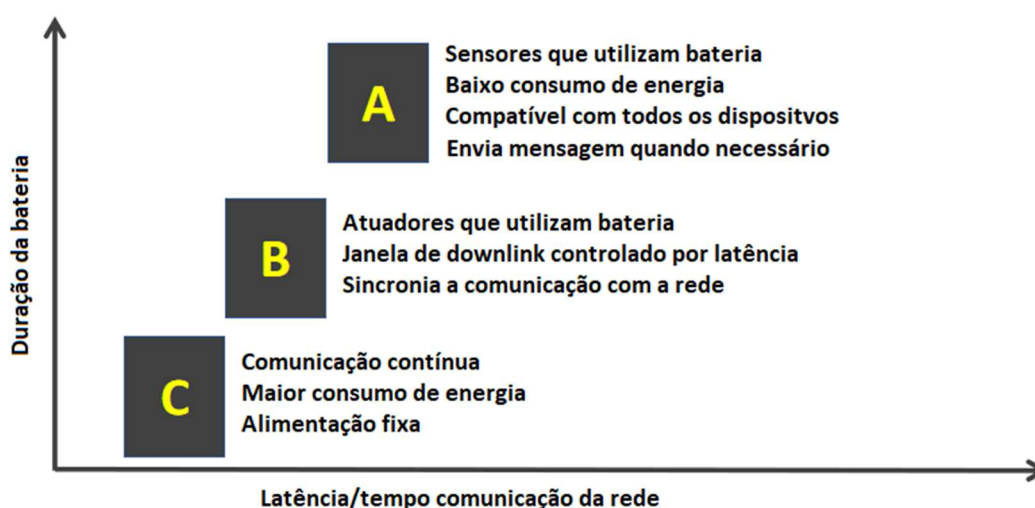 Duração da bateria
A
Sensores que utilizam bateria
Baixo consumo de energia
Compatível com todos os dispositvos
Envia mensagem quando necessário
B
Atuadores que utilizam bateria
Janela de downlink controlado por latência
Sincronia a comunicação com a rede
C
Comunicação contínua
Maior consumo de energia
Alimentação fixa
Latência/tempo comunicação da rede